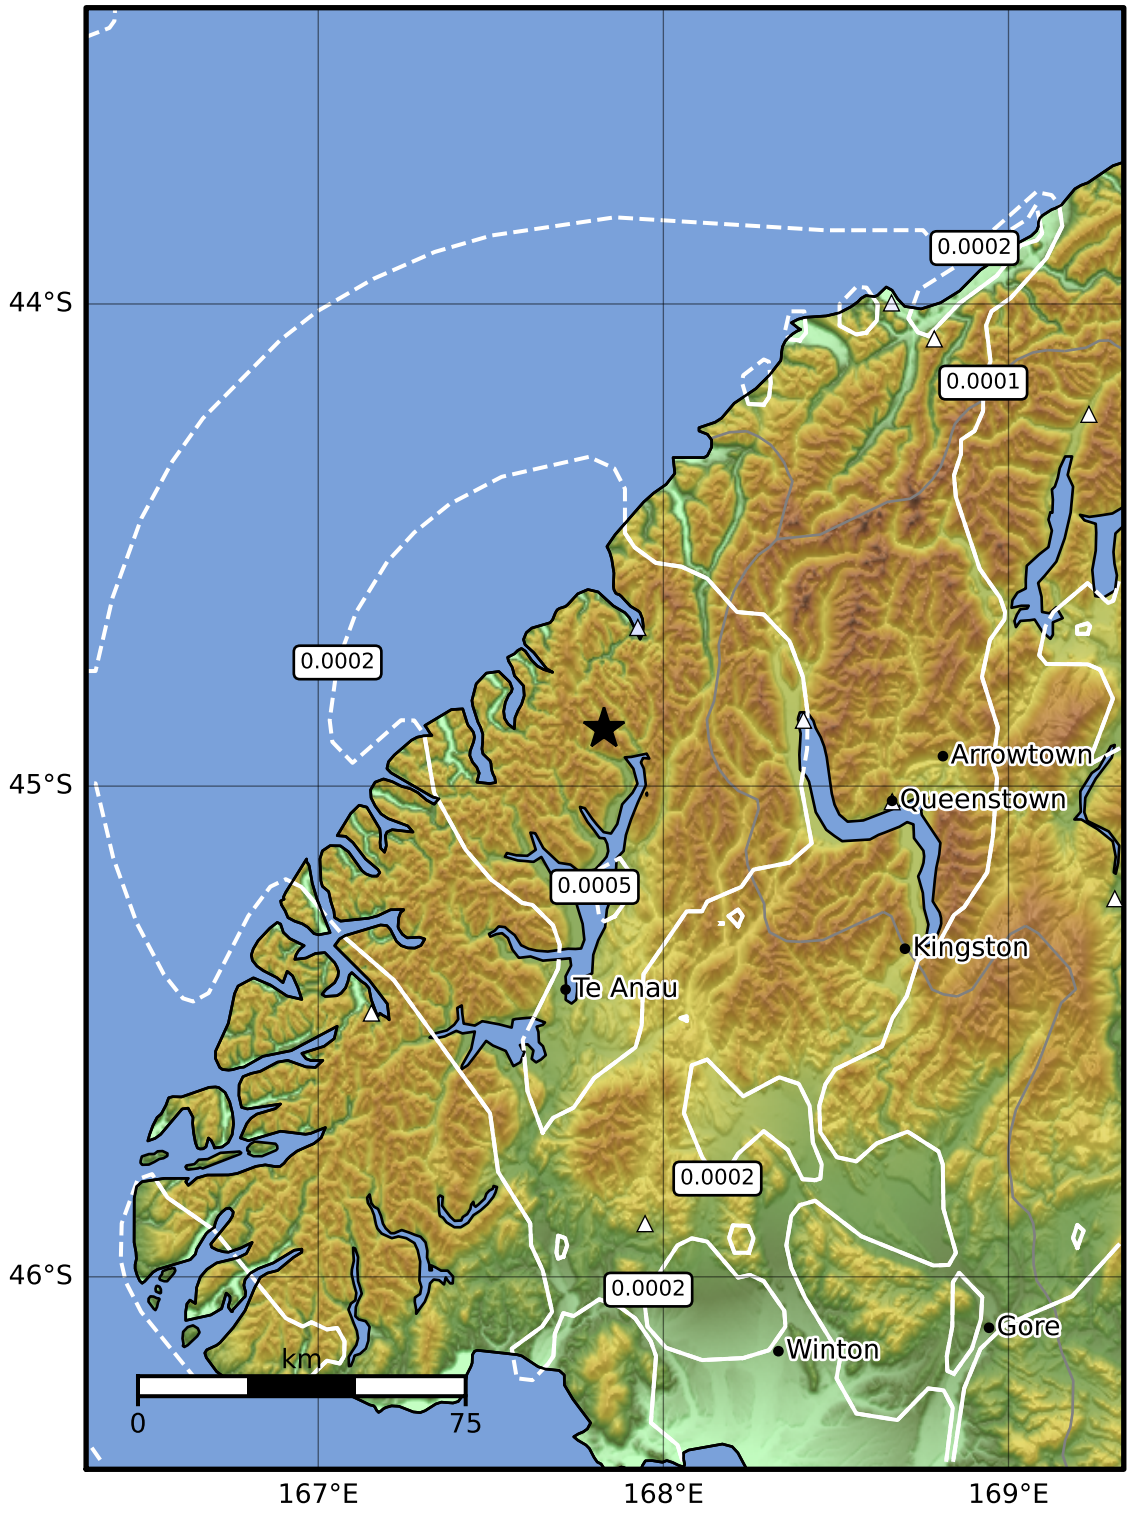 0.0002
44°S
0.0001
0.0002
Arrowtown
45°S
Queenstown
0.0005
Kingston
Te Anau
0.0002
46°S
0.0002
Gore
Winton
km
0
75
167°E
168°E
169°E